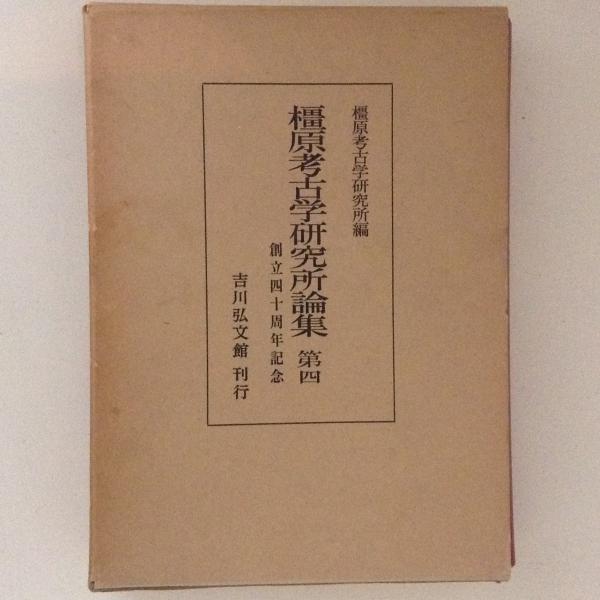 橿原考古学研究所編
橿原考古学研究所論集 第四
創立四十周年記念
吉川弘文館 刊行